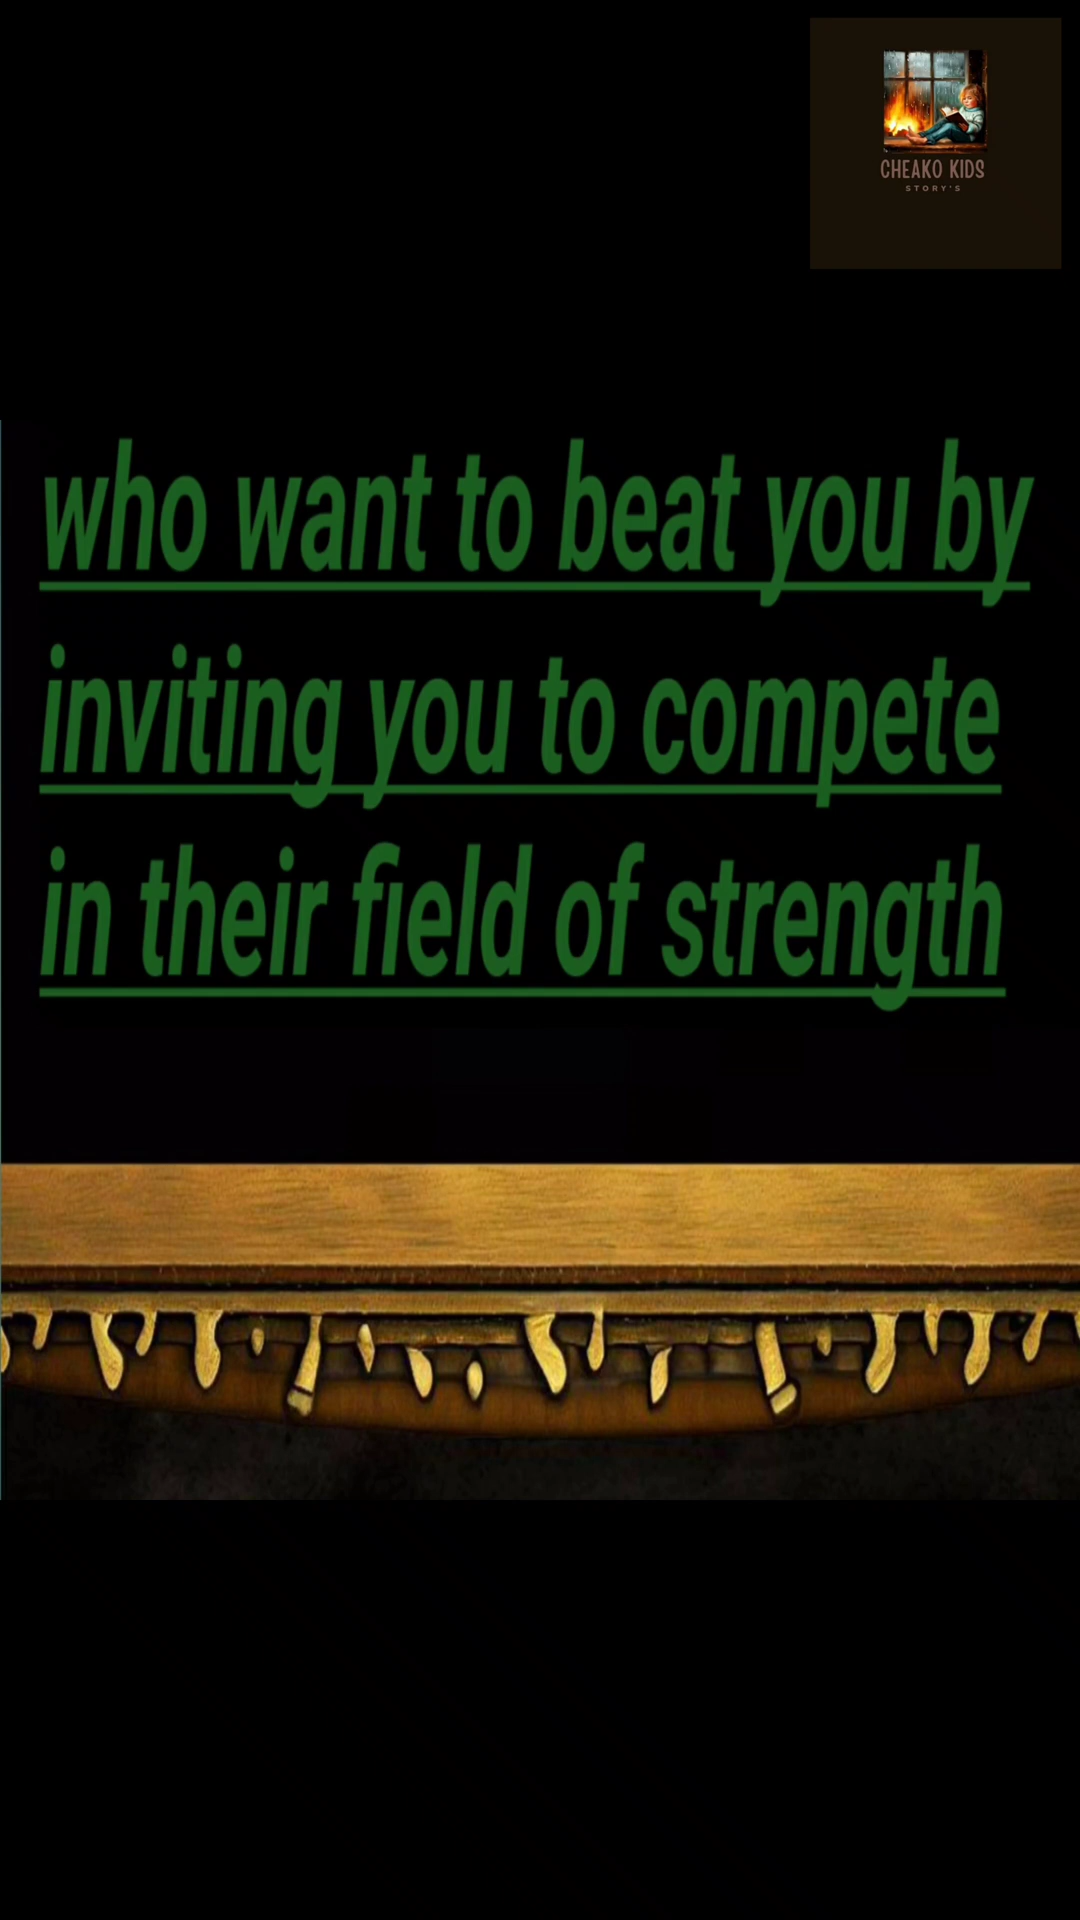 CHEAKO KIDS
STORY'S
who want to beat you by
inviting you to compete
in their field of strength